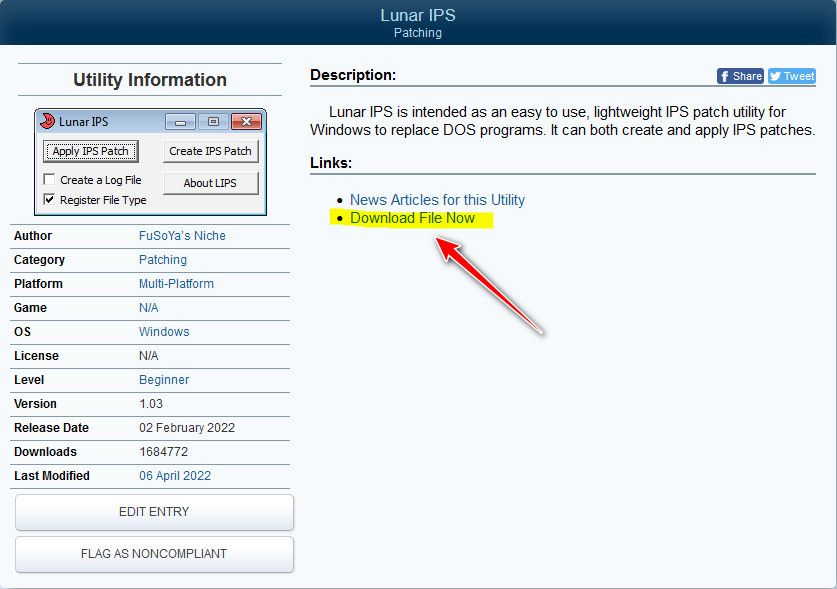 Lunar IPS
Patching
Utility Information
Lunar IPS
Apply IPS Patch
Create IPS Patch
Create a Log File
About LIPS
Register File Type
Author FuSoYa's Niche
Category Patching
Platform Multi-Platform
Game N/A
OS Windows
License N/A
Level Beginner
Version 1.03
Release Date 02 February 2022
Downloads 1684772
Last Modified 06 April 2022
EDIT ENTRY
FLAG AS NONCOMPLIANT
Description:
Share
Tweet
Lunar IPS is intended as an easy to use, lightweight IPS patch utility for
Windows to replace DOS programs. It can both create and apply IPS patches.
Links:
News Articles for this Utility
Download File Now